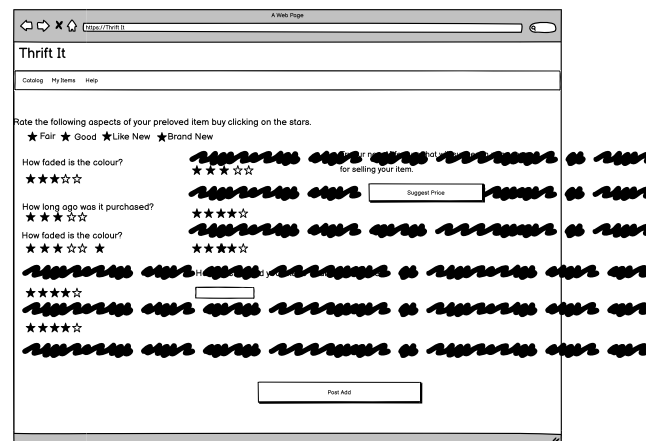 A Web Page
https://Thrift It
Thrift It
Catalog My Items Help
Rate the following aspects of your preloved item buy clicking on the stars.
Fair Good Like New Brand New
How faded is the colour?
for selling your item.
Suggest Price
How long ago was it purchased?
How faded is the colour?
Post Add